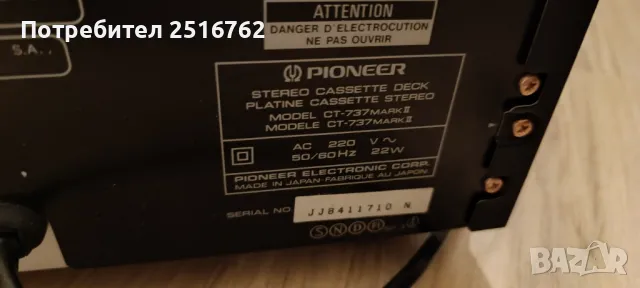 Потребител 2516762
S.A..
ATTENTION
DANGER D'ELECTROCUTION
NE PAS OUVRIR
PIONEER
STEREO CASSETTE DECK
PLATINE CASSETTE STEREO
MODEL CT-737MARKⅡ
MODELE CT-737MARKⅡ
AC 220 V~
50/60Hz 22W
PIONEER ELECTRONIC CORP.
MADE IN JAPAN·FABRIQUE AU JAPON
SERIAL NO. JJ8411710 N
S N D F
bazar
БАЗАР